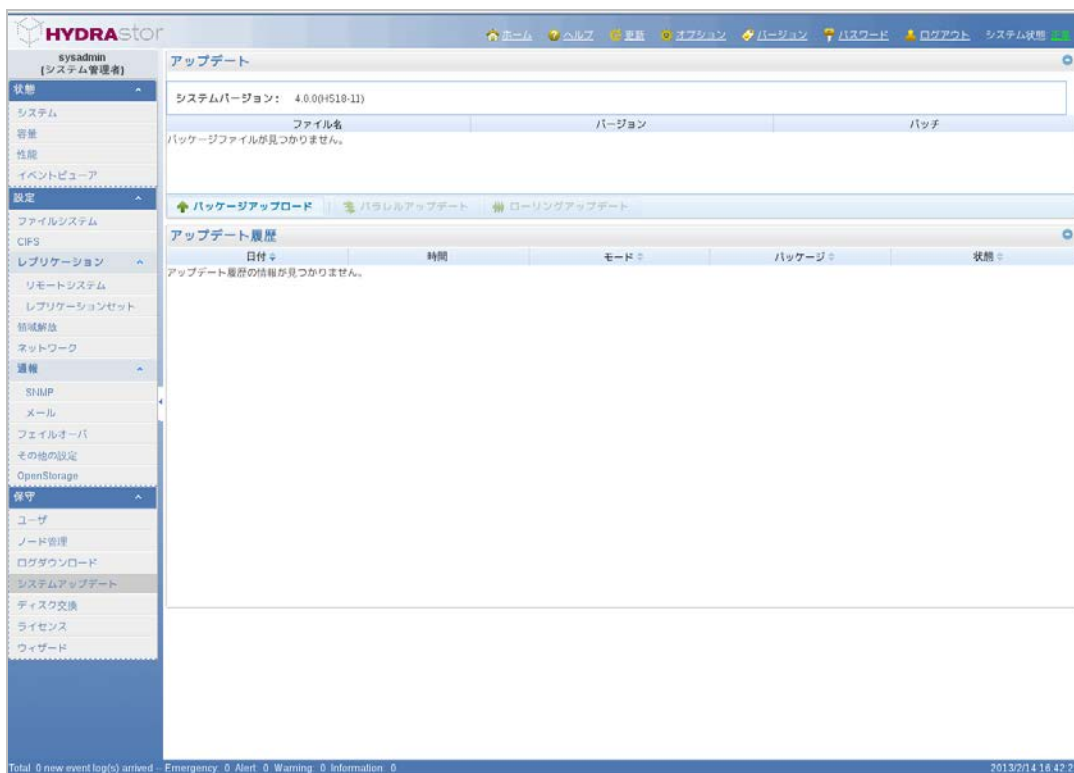 HYDRAstor
ホーム ヘルプ 更新 オプション バージョン パスワード ログアウト システム状態 正常
sysadmin
(システム管理者)
状態
システム
容量
性能
イベントビューア
設定
ファイルシステム
CIFS
レプリケーション
リモートシステム
レプリケーションセット
領域解放
ネットワーク
通報
SNMP
メール
フェイルオーバ
その他の設定
OpenStorage
保守
ユーザ
ノード管理
ログダウンロード
システムアップデート
ディスク交換
ライセンス
ウィザード
アップデート
システムバージョン: 4.0.0(HS18-11)
ファイル名 バージョン パッチ
パッケージファイルが見つかりません。
パッケージアップロード パラレルアップデート ローリングアップデート
アップデート履歴
日付 時間 モード パッケージ 状態
アップデート履歴の情報が見つかりません。
Total 0 new event log(s) arrived -- Emergency: 0 Alert: 0 Warning: 0 Information: 0
2013/2/14 16:42:2